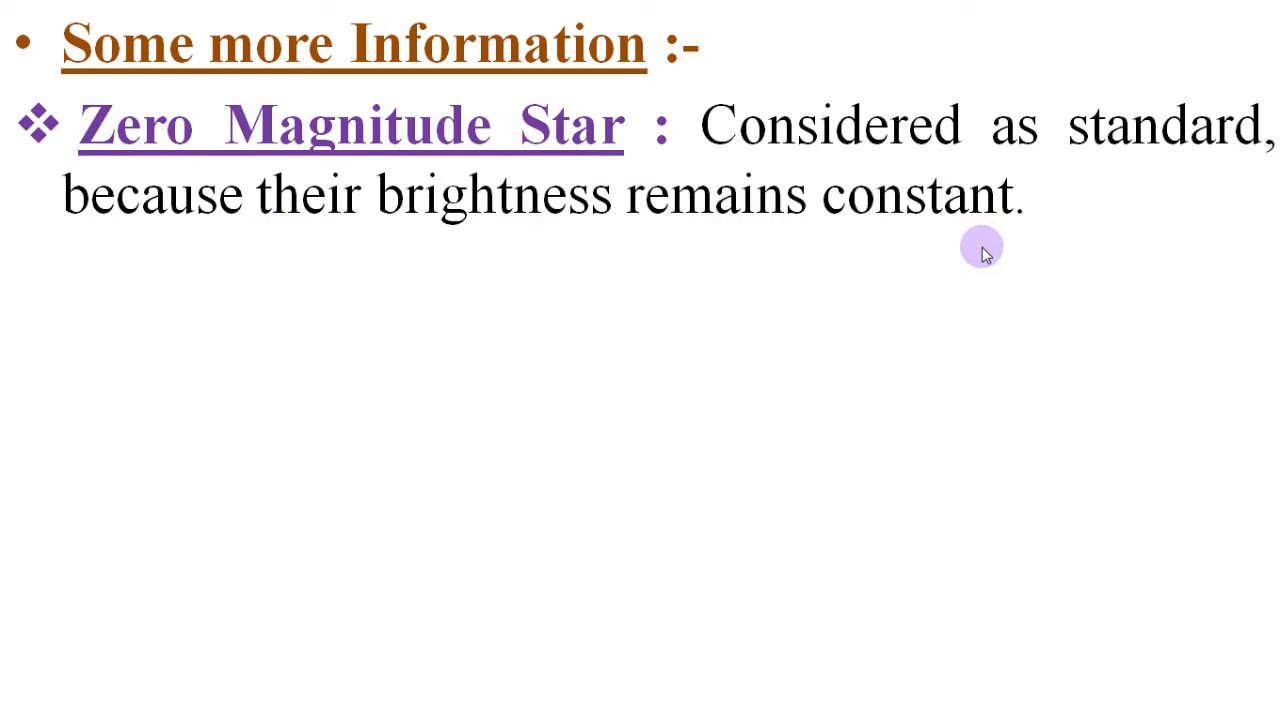 • Some more Information :-
❖ Zero Magnitude Star : Considered as standard,
because their brightness remains constant.